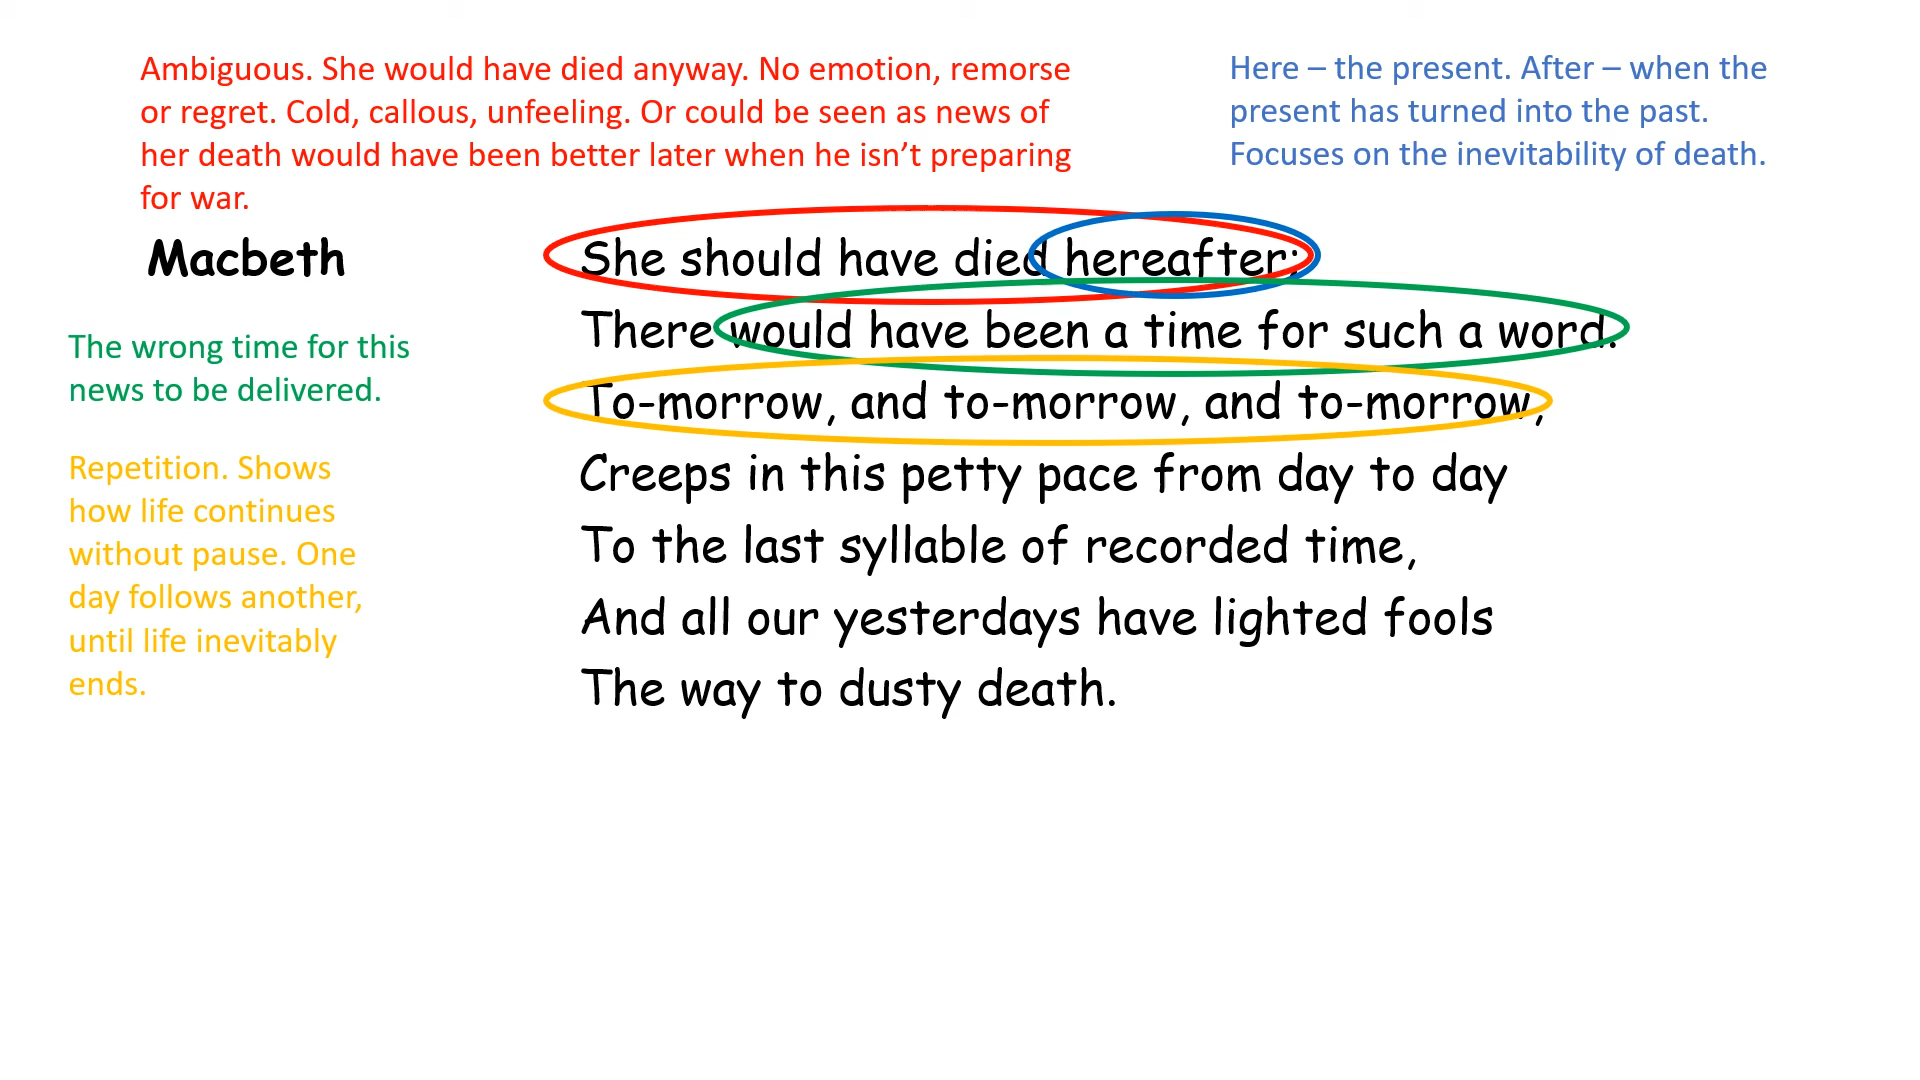 Ambiguous. She would have died anyway. No emotion, remorse
or regret. Cold, callous, unfeeling. Or could be seen as news of
her death would have been better later when he isn’t preparing
for war.
Here – the present. After – when the
present has turned into the past.
Focuses on the inevitability of death.
Macbeth
She should have died hereafter;
There would have been a time for such a word.
To-morrow, and to-morrow, and to-morrow,
Creeps in this petty pace from day to day
To the last syllable of recorded time,
And all our yesterdays have lighted fools
The way to dusty death.
The wrong time for this
news to be delivered.
Repetition. Shows
how life continues
without pause. One
day follows another,
until life inevitably
ends.